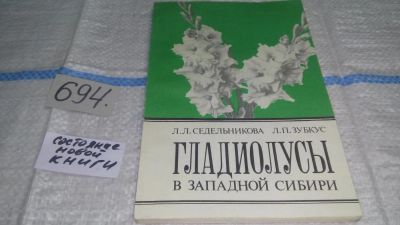 694.
состояние
новой
книги
Л. Л. СЕДЕЛЬНИКОВА Л. П. ЗУБКУС
ГЛАДИОЛУСЫ
В ЗАПАДНОЙ СИБИРИ